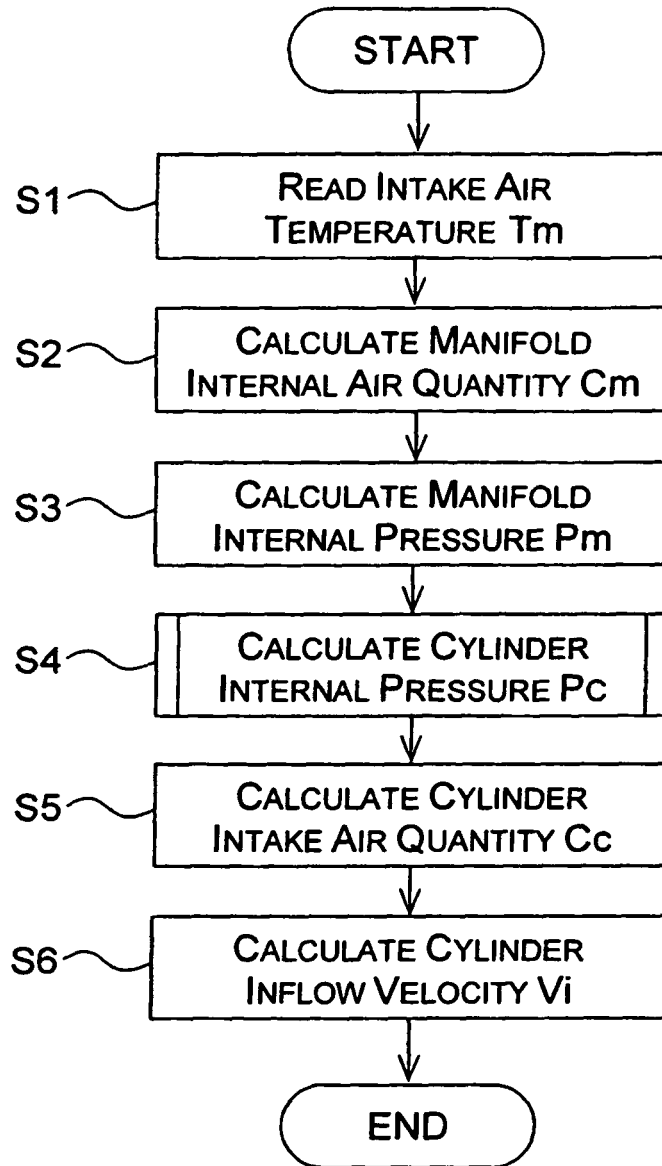 START
S1
READ INTAKE AIR
TEMPERATURE Tm
S2
CALCULATE MANIFOLD
INTERNAL AIR QUANTITY Cm
S3
CALCULATE MANIFOLD
INTERNAL PRESSURE Pm
S4
CALCULATE CYLINDER
INTERNAL PRESSURE Pc
S5
CALCULATE CYLINDER
INTAKE AIR QUANTITY Cc
S6
CALCULATE CYLINDER
INFLOW VELOCITY Vi
END